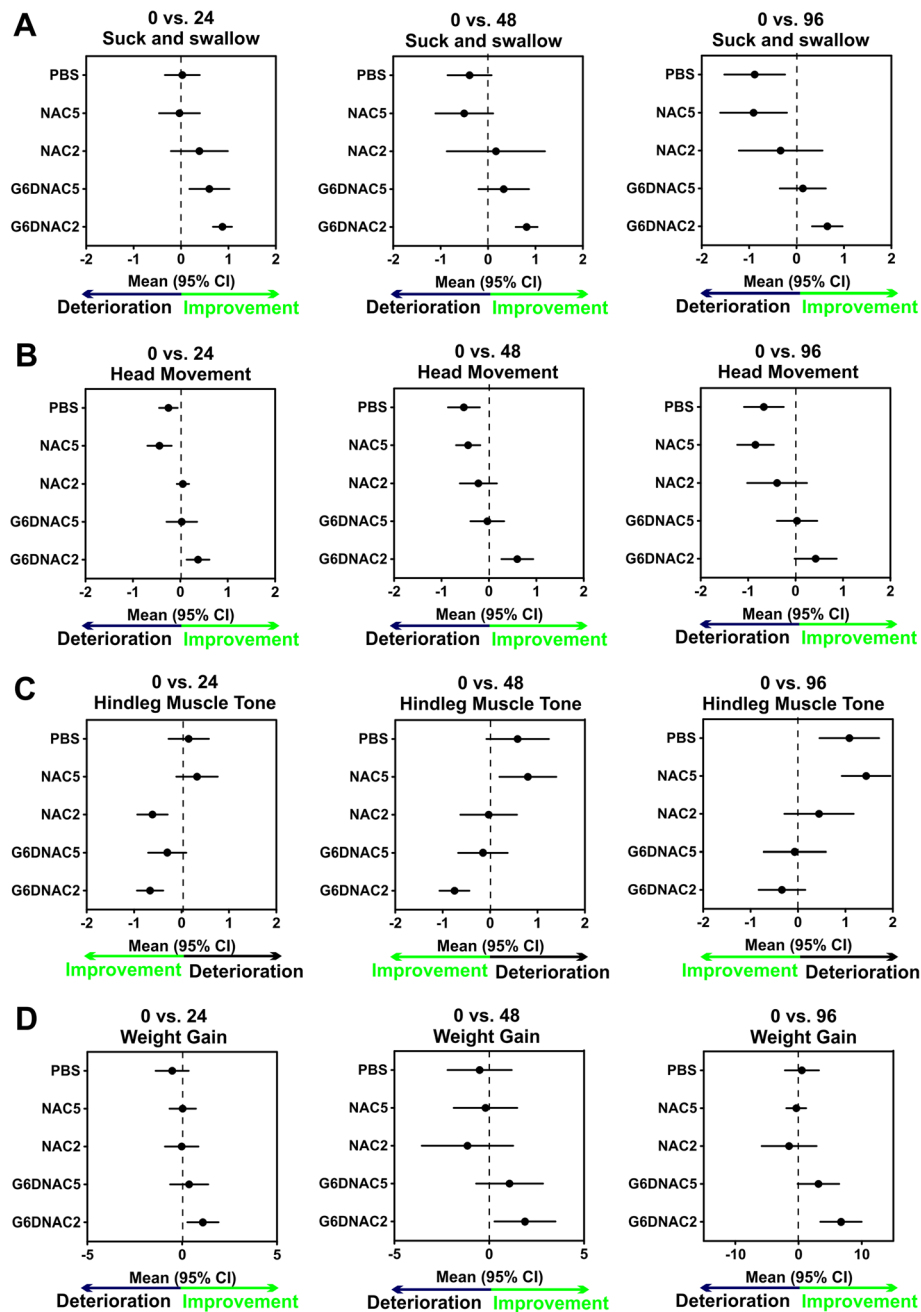 A
0 vs. 24
Suck and swallow
PBS
NAC5
NAC2
G6DNAC5
G6DNAC2
-2 -1 0 1 2
Mean (95% CI)
Deterioration Improvement
0 vs. 48
Suck and swallow
PBS
NAC5
NAC2
G6DNAC5
G6DNAC2
-2 -1 0 1 2
Mean (95% CI)
Deterioration Improvement
0 vs. 96
Suck and swallow
PBS
NAC5
NAC2
G6DNAC5
G6DNAC2
-2 -1 0 1 2
Mean (95% CI)
Deterioration Improvement
B
0 vs. 24
Head Movement
PBS
NAC5
NAC2
G6DNAC5
G6DNAC2
-2 -1 0 1 2
Mean (95% CI)
Deterioration Improvement
0 vs. 48
Head Movement
PBS
NAC5
NAC2
G6DNAC5
G6DNAC2
-2 -1 0 1 2
Mean (95% CI)
Deterioration Improvement
0 vs. 96
Head Movement
PBS
NAC5
NAC2
G6DNAC5
G6DNAC2
-2 -1 0 1 2
Mean (95% CI)
Deterioration Improvement
C
0 vs. 24
Hindleg Muscle Tone
PBS
NAC5
NAC2
G6DNAC5
G6DNAC2
-2 -1 0 1 2
Mean (95% CI)
Improvement Deterioration
0 vs. 48
Hindleg Muscle Tone
PBS
NAC5
NAC2
G6DNAC5
G6DNAC2
-2 -1 0 1 2
Mean (95% CI)
Improvement Deterioration
0 vs. 96
Hindleg Muscle Tone
PBS
NAC5
NAC2
G6DNAC5
G6DNAC2
-2 -1 0 1 2
Mean (95% CI)
Improvement Deterioration
D
0 vs. 24
Weight Gain
PBS
NAC5
NAC2
G6DNAC5
G6DNAC2
-5 0 5
Mean (95% CI)
Deterioration Improvement
0 vs. 48
Weight Gain
PBS
NAC5
NAC2
G6DNAC5
G6DNAC2
-5 0 5
Mean (95% CI)
Deterioration Improvement
0 vs. 96
Weight Gain
PBS
NAC5
NAC2
G6DNAC5
G6DNAC2
-10 0 10
Mean (95% CI)
Deterioration Improvement